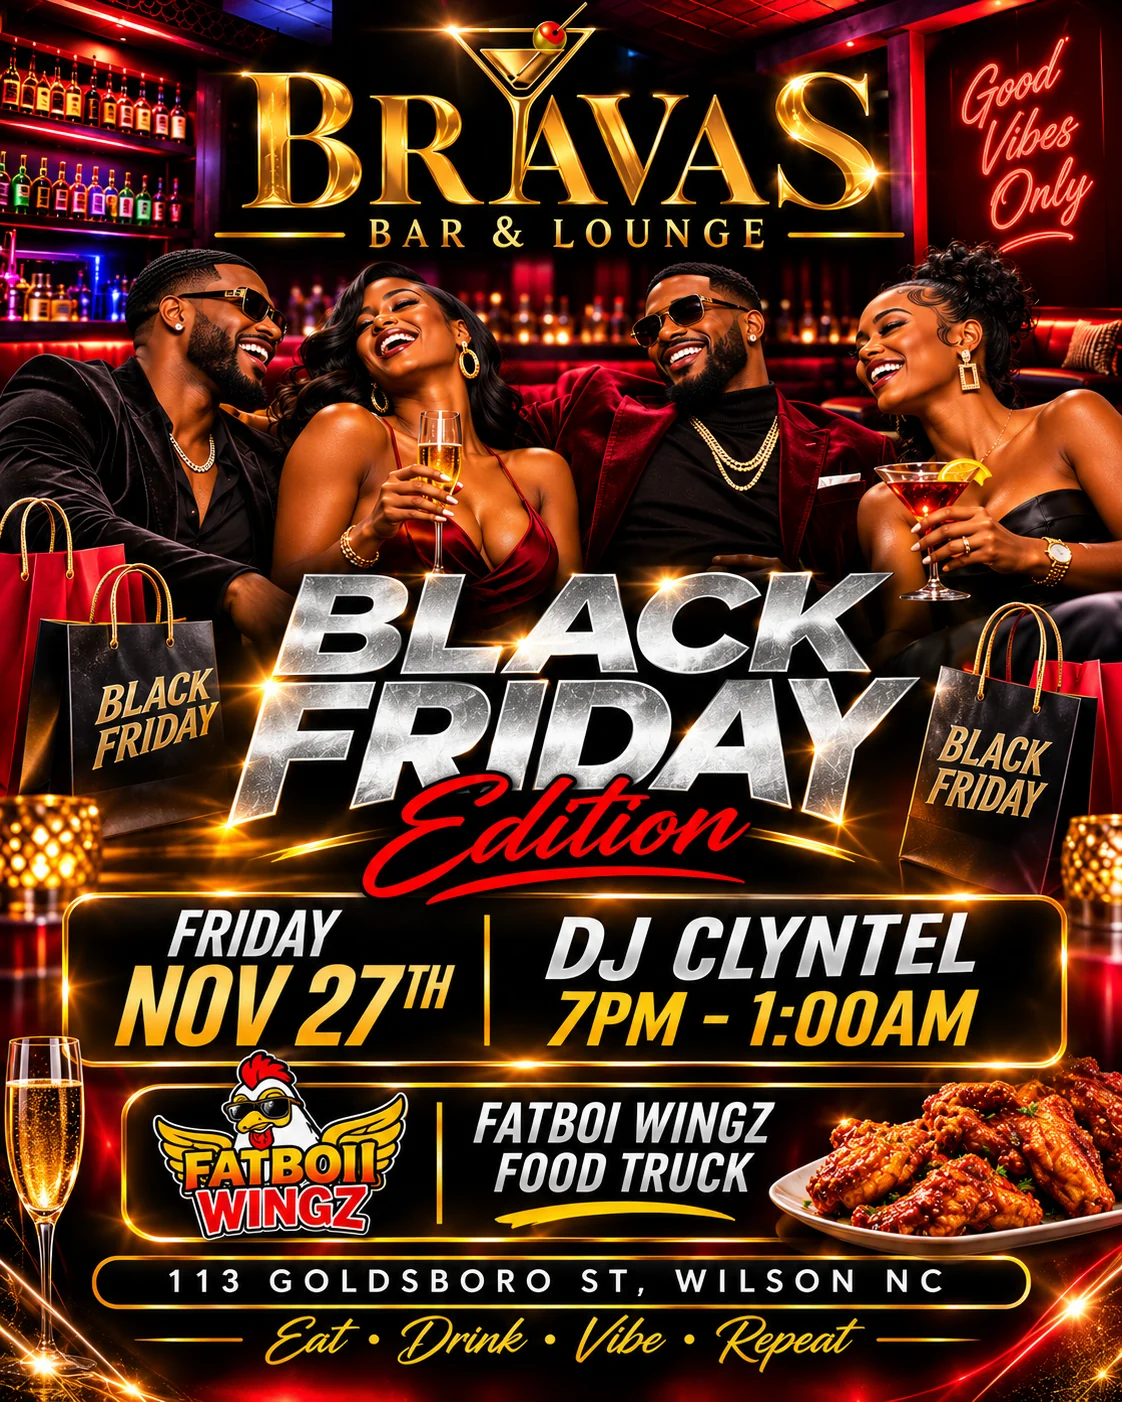 BRAVAS
BAR & LOUNGE
Good
Vibes
Only
BLACK
FRIDAY
Edition
BLACK
FRIDAY
BLACK
FRIDAY
FRIDAY
NOV 27TH
DJ CLYNTEL
7PM - 1:00AM
FATBOII
WINGZ
FATBOI WINGZ
FOOD TRUCK
113 GOLDSBORO ST, WILSON NC
Eat • Drink • Vibe • Repeat